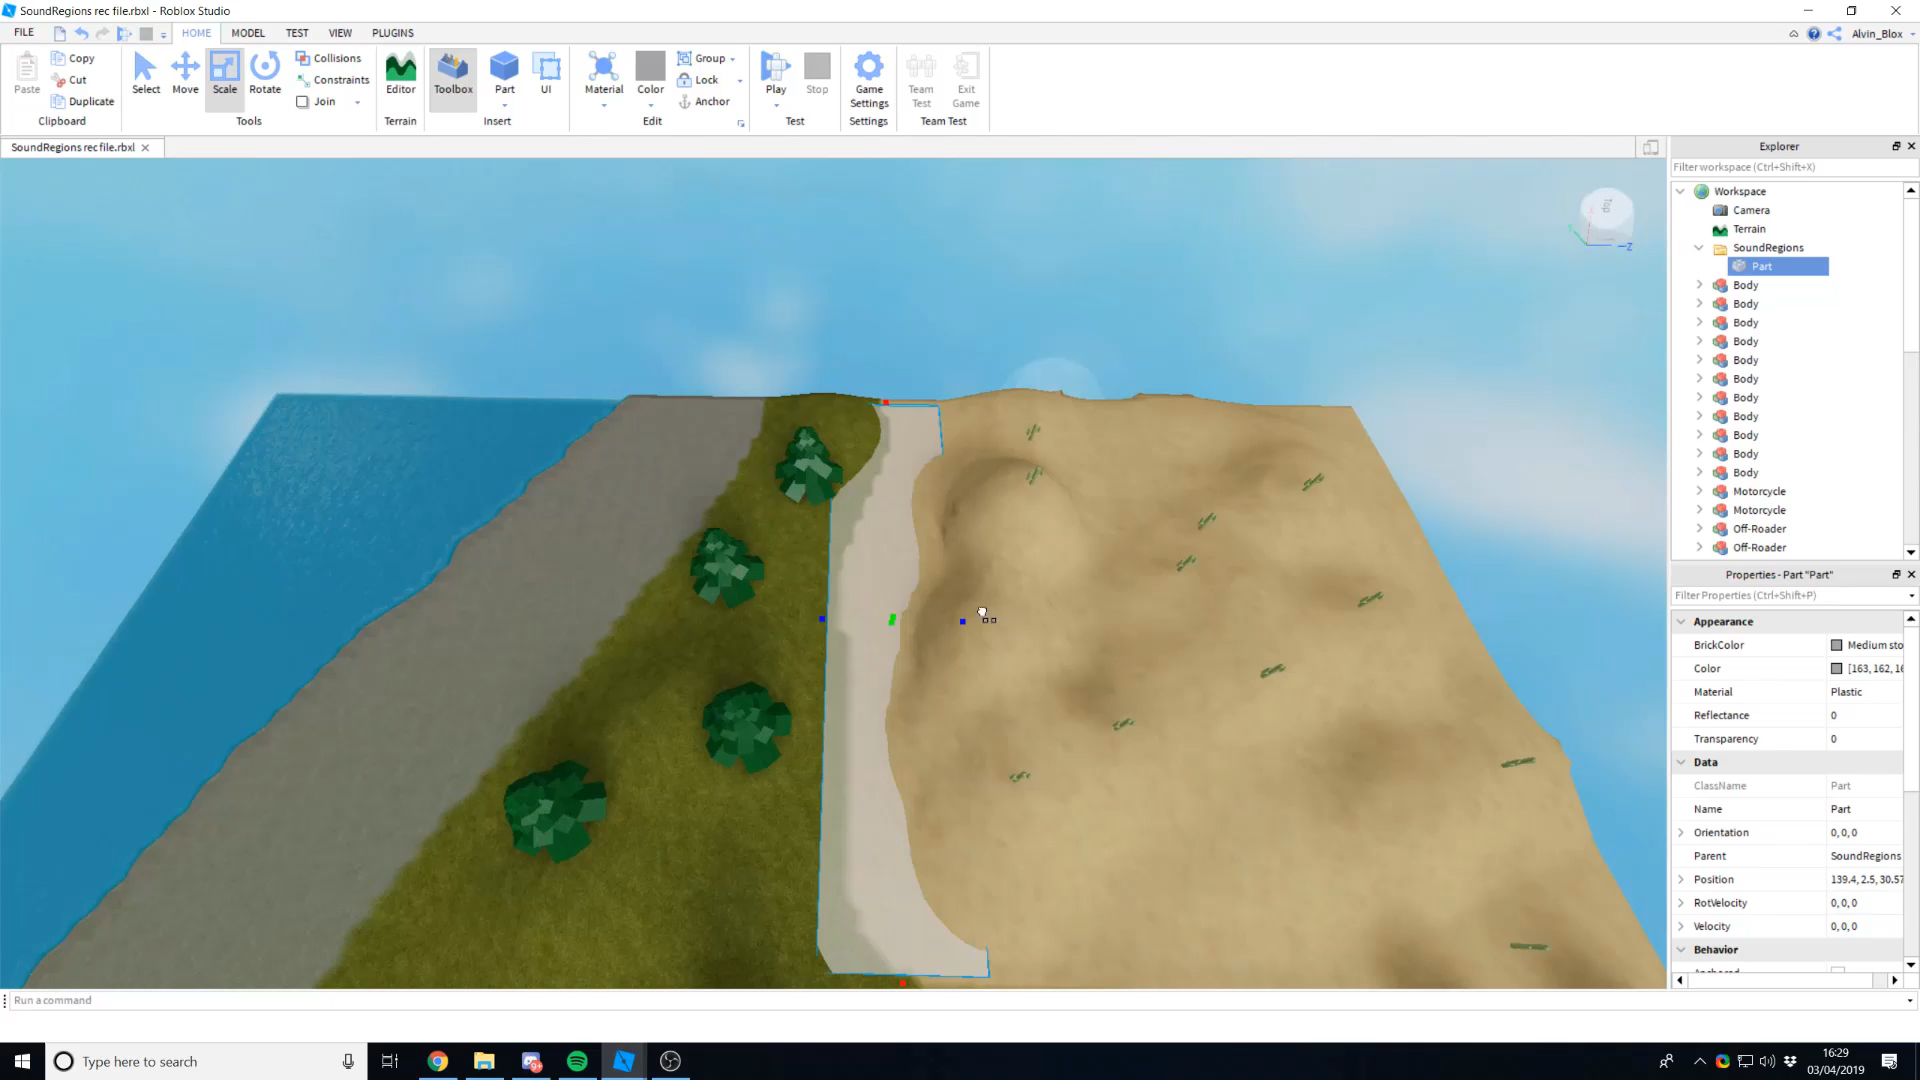 SoundRegions rec file.rbxl - Roblox Studio
FILE HOME MODEL TEST VIEW PLUGINS Alvin_Blox
Paste Copy Cut Duplicate Clipboard
Select Move Scale Rotate Collisions Constraints Join Tools
Editor Terrain
Toolbox Part UI Insert
Material Color Group Lock Anchor Edit
Play Stop Test
Game Settings Settings
Team Test Exit Game Team Test
SoundRegions rec file.rbxl
Top
-Z
Explorer
Filter workspace (Ctrl+Shift+X)
Workspace
Camera
Terrain
SoundRegions
Part
Body
Body
Body
Body
Body
Body
Body
Body
Body
Body
Body
Motorcycle
Motorcycle
Off-Roader
Off-Roader
Properties - Part "Part"
Filter Properties (Ctrl+Shift+P)
Appearance
BrickColor Medium sto
Color [163, 162, 16
Material Plastic
Reflectance 0
Transparency 0
Data
ClassName Part
Name Part
Orientation 0, 0, 0
Parent SoundRegions
Position 139.4, 2.5, 30.57
RotVelocity 0, 0, 0
Velocity 0, 0, 0
Behavior
Run a command
Type here to search
16:29
03/04/2019